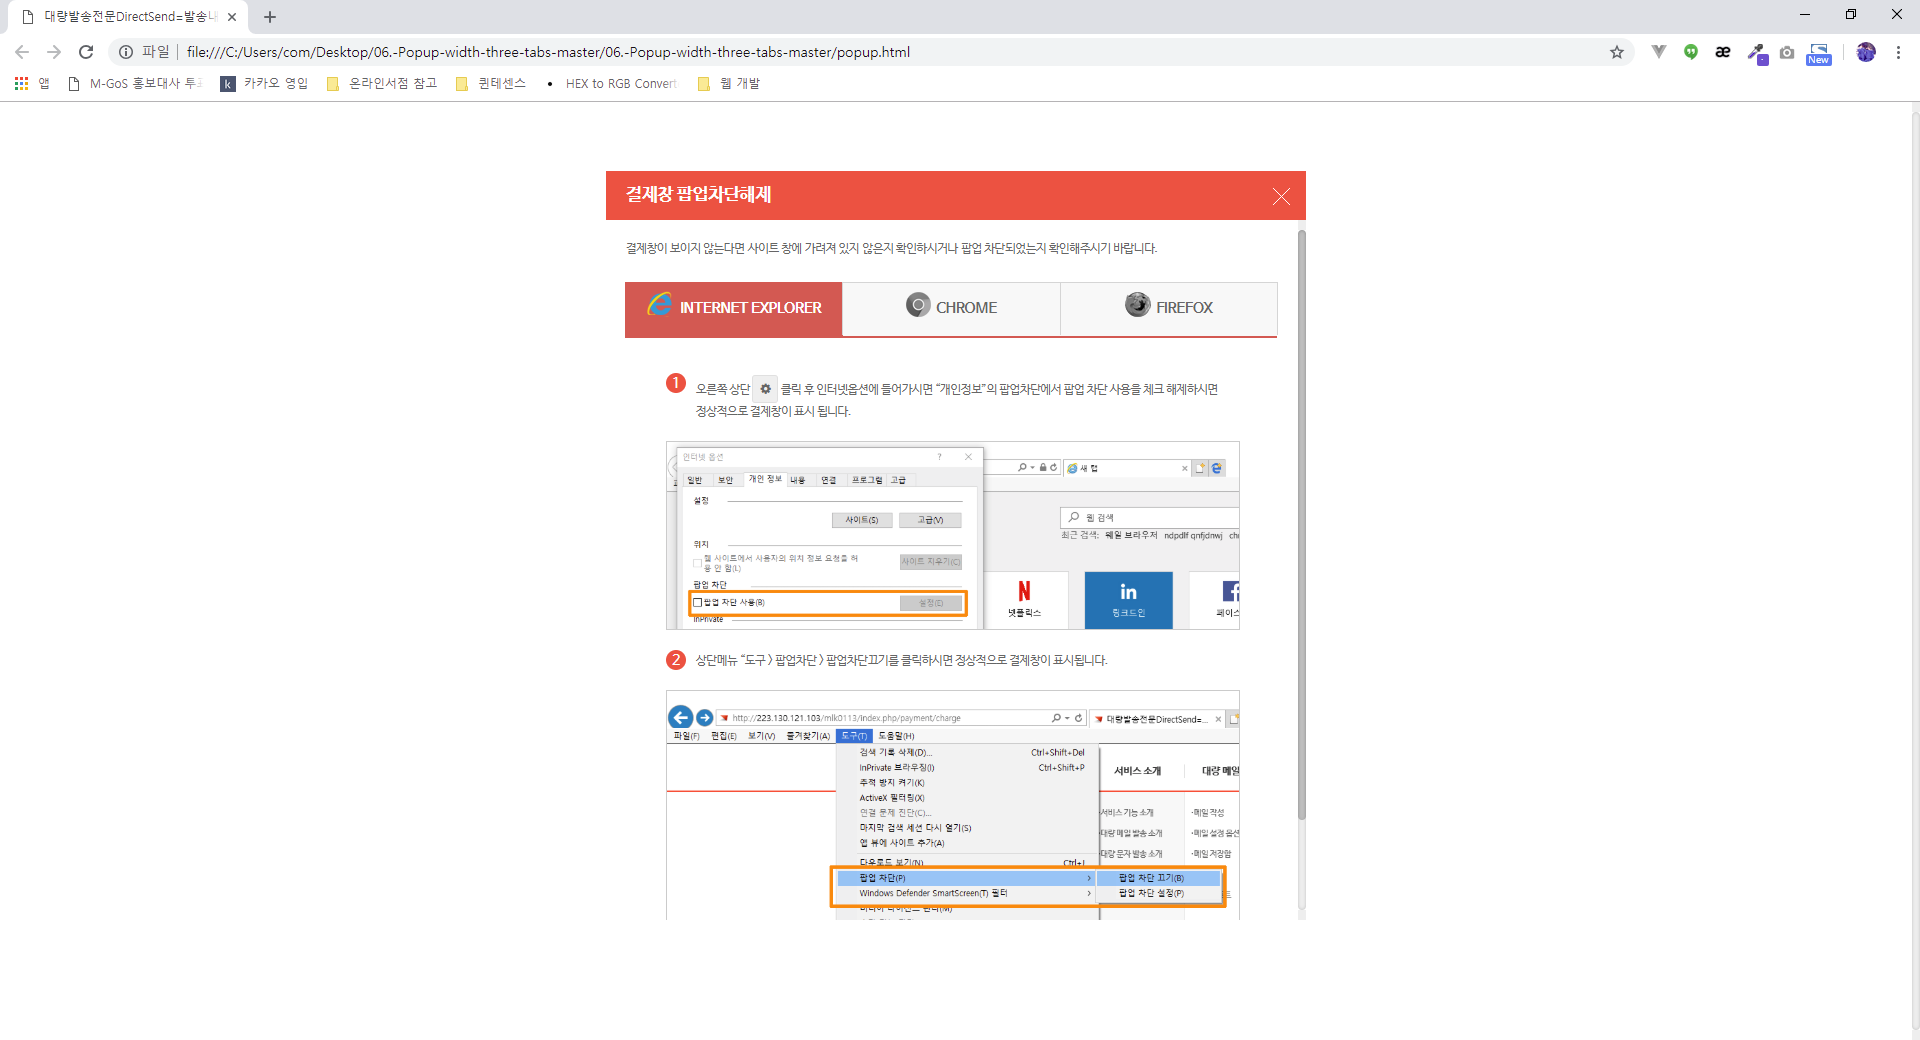 대량발송전문DirectSend=발송내
파일 file:///C:/Users/com/Desktop/06.-Popup-width-three-tabs-master/06.-Popup-width-three-tabs-master/popup.html
New
앱 M-GoS 홍보대사 투표 k 카카오 영입 온라인서점 참고 퀸테센스 HEX to RGB Convert 웹 개발
결제창 팝업차단해제
결제창이 보이지 않는다면 사이트 창에 가려져 있지 않은지 확인하시거나 팝업 차단되었는지 확인해주시기 바랍니다.
INTERNET EXPLORER CHROME FIREFOX
1 오른쪽 상단 클릭 후 인터넷옵션에 들어가시면 “개인정보”의 팝업차단에서 팝업 차단 사용을 체크 해제하시면
정상적으로 결제창이 표시 됩니다.
인터넷 옵션 ?
새 탭
일반 보안 개인 정보 내용 연결 프로그램 고급
설정
사이트(S) 고급(V)
웹 검색
최근 검색: 웨일 브라우저 ndpdlf qnfjdnwj
위치
웹 사이트에서 사용자의 위치 정보 요청을 허
용 안 함(L)
사이트 지우기(C)
팝업 차단
팝업 차단 사용(B) 설정(E)
InPrivate
넷플릭스 in 링크드인 페이스
2 상단메뉴 “도구 > 팝업차단 > 팝업차단끄기를 클릭하시면 정상적으로 결제창이 표시됩니다.
http://223.130.121.103/mlk0113/index.php/payment/charge 대량발송전문DirectSend=...
파일(F) 편집(E) 보기(V) 즐겨찾기(A) 도구(T) 도움말(H)
검색 기록 삭제(D)... Ctrl+Shift+Del
InPrivate 브라우징(I) Ctrl+Shift+P
추적 방지 켜기(K)
ActiveX 필터링(X)
연결 문제 진단(C)...
마지막 검색 세션 다시 열기(S)
앱 뷰에 사이트 추가(A)
다운로드 보기(N) Ctrl+J
팝업 차단(P) 팝업 차단 끄기(B)
Windows Defender SmartScreen(T) 필터 팝업 차단 설정(P)
서비스 소개 대량 메일
·서비스 기능 소개 ·메일 작성
·대량 메일 발송 소개 ·메일 설정 옵션
·대량 문자 발송 소개 ·메일 저장함